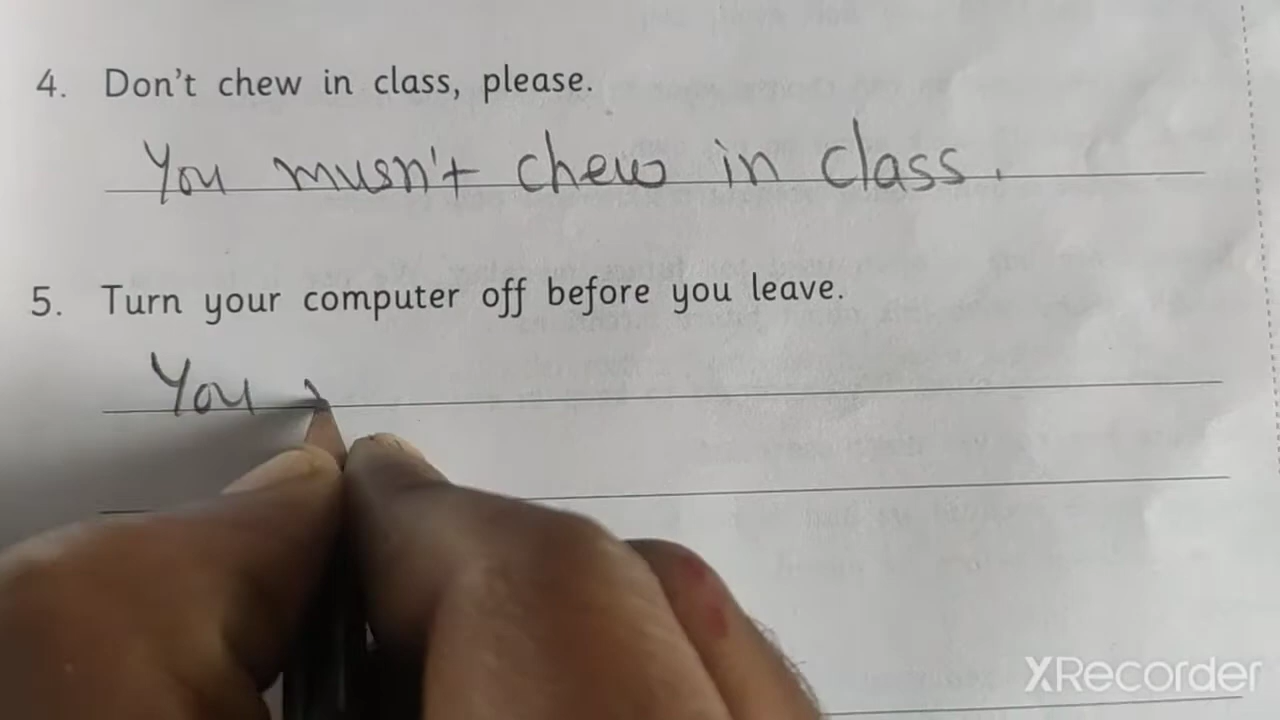 4. Don't chew in class, please.
You musn't chew in class.
5. Turn your computer off before you leave.
You
XRecorder